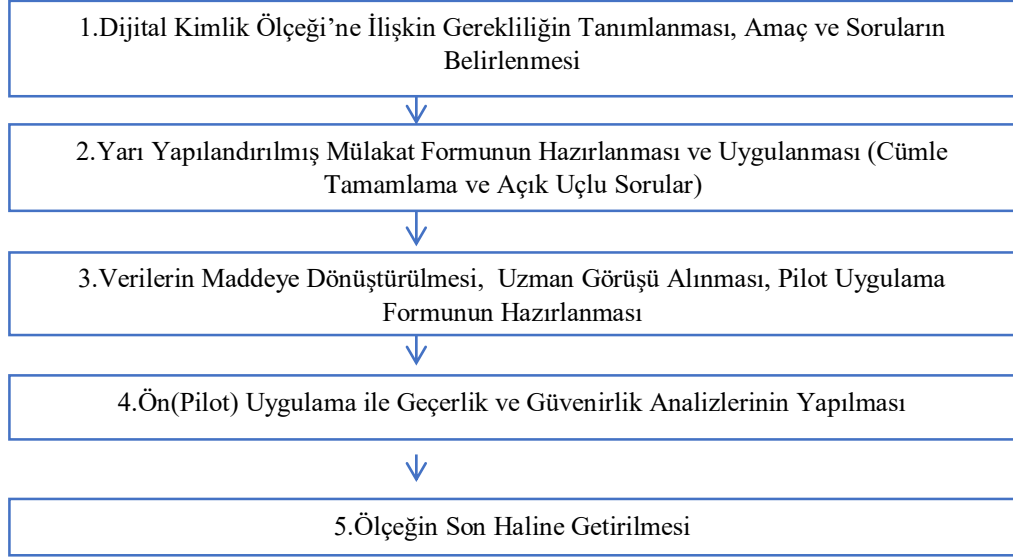 1.Dijital Kimlik Ölçeği’ne İlişkin Gerekliliğin Tanımlanması, Amaç ve Soruların
Belirlenmesi
2.Yarı Yapılandırılmış Mülakat Formunun Hazırlanması ve Uygulanması (Cümle
Tamamlama ve Açık Uçlu Sorular)
3.Verilerin Maddeye Dönüştürülmesi,  Uzman Görüşü Alınması, Pilot Uygulama
Formunun Hazırlanması
4.Ön(Pilot) Uygulama ile Geçerlik ve Güvenirlik Analizlerinin Yapılması
5.Ölçeğin Son Haline Getirilmesi